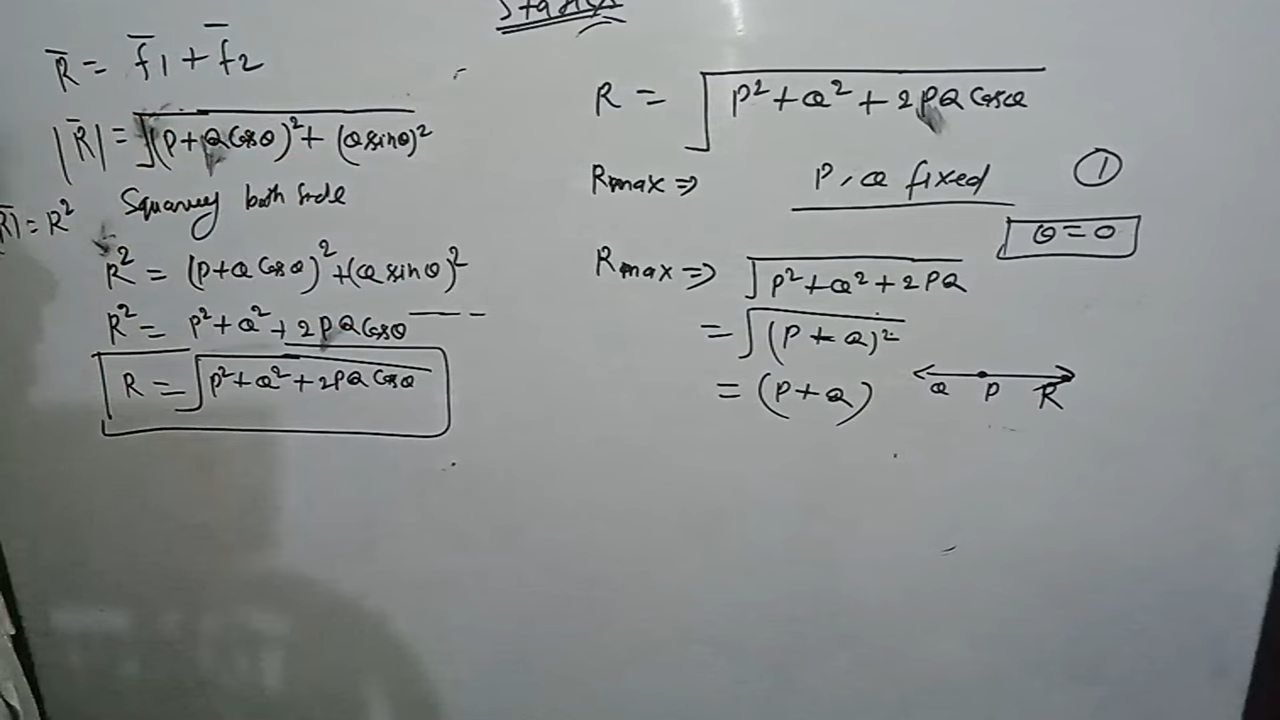 Statics
R̅ = f̅1 + f̅2
|R̅| = √(P+QCosθ)²+(Qsinθ)²
Squaring both side
R̅| = R²
R² = (P+QCosθ)²+(Qsinθ)²
R² = P²+Q²+2PQCosθ
R = √P²+Q²+2PQCosθ
R = √P²+Q²+2PQCosθ
Rmax ⇒ P, Q fixed ①
θ=0
Rmax ⇒ √P²+Q²+2PQ
= √(P+Q)²
= (P+Q)
Q P R